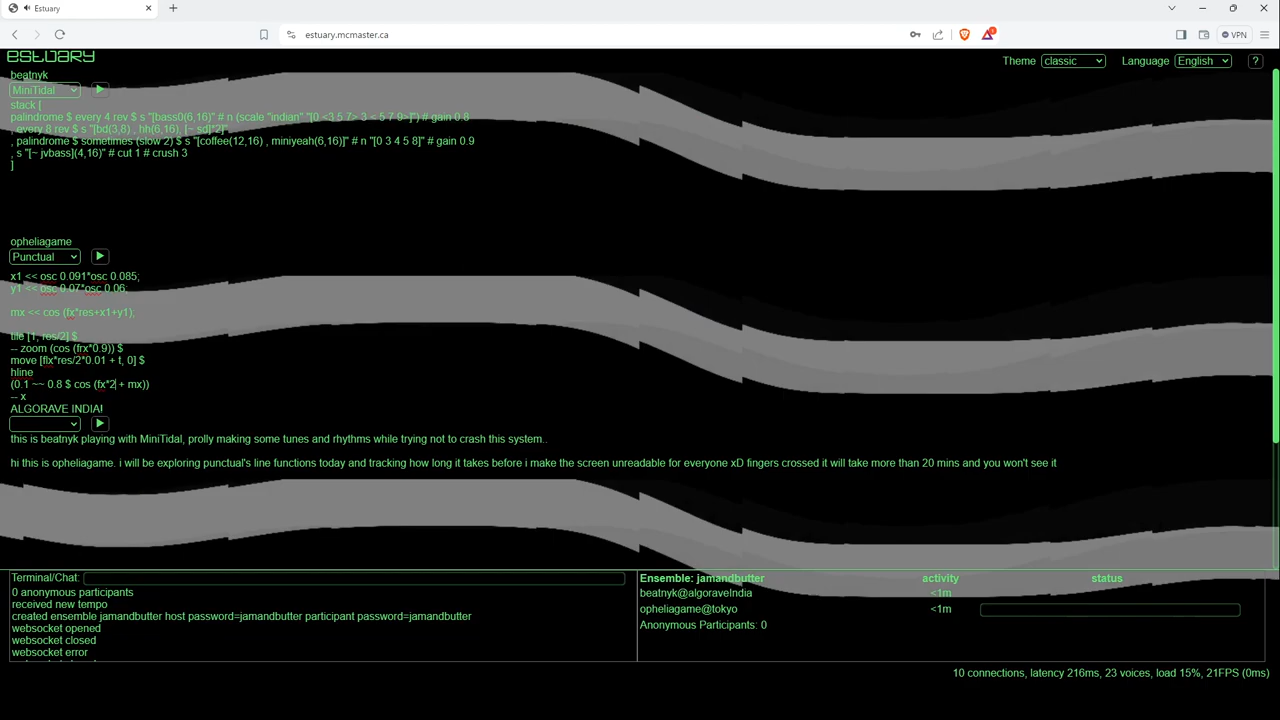 Estuary
estuary.mcmaster.ca
VPN
ESTUARY
Theme classic Language English ?
beatnyk
MiniTidal
stack [
palindrome $ every 4 rev $ s "[bass0(6,16)" # n (scale "indian" "[0 <3 5 7> 3 < 5 7 9>]") # gain 0.8
, every 8 rev $ s "[bd(3,8) , hh(6,16), [~ sd]*2]"
, palindrome $ sometimes (slow 2) $ s "[coffee(12,16) , miniyeah(6,16)]" # n "[0 3 4 5 8]" # gain 0.9
, s "[~ jvbass](4,16)" # cut 1 # crush 3
]
opheliagame
Punctual
x1 << osc 0.091*osc 0.085;
y1 << osc 0.07*osc 0.06;
mx << cos (fx*res+x1+y1);
tile [1, res/2] $
-- zoom (cos (frx*0.9)) $
move [flx*res/2*0.01 + t, 0] $
hline
(0.1 ~~ 0.8 $ cos (fx*2 + mx))
-- x
ALGORAVE INDIA!
this is beatnyk playing with MiniTidal, prolly making some tunes and rhythms while trying not to crash this system..
hi this is opheliagame. i will be exploring punctual's line functions today and tracking how long it takes before i make the screen unreadable for everyone xD fingers crossed it will take more than 20 mins and you won't see it
Terminal/Chat:
0 anonymous participants
received new tempo
created ensemble jamandbutter host password=jamandbutter participant password=jamandbutter
websocket opened
websocket closed
websocket error
Ensemble: jamandbutter activity status
beatnyk@algoraveIndia <1m
opheliagame@tokyo <1m
Anonymous Participants: 0
10 connections, latency 216ms, 23 voices, load 15%, 21FPS (0ms)